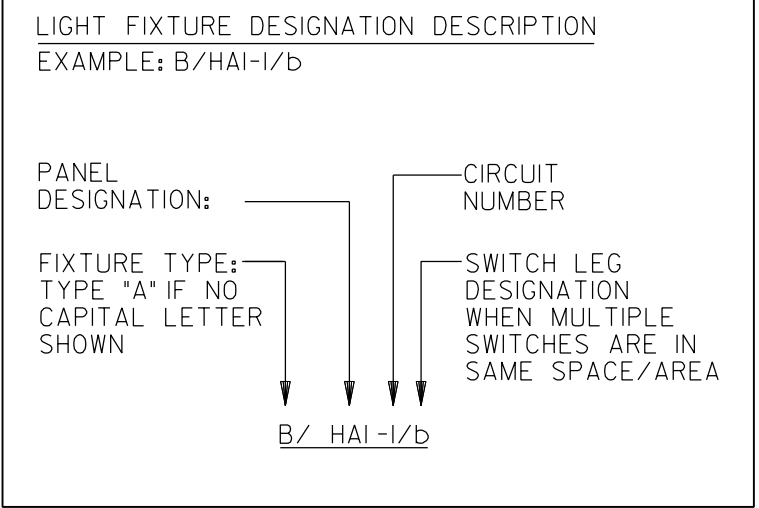 LIGHT FIXTURE DESIGNATION DESCRIPTION
EXAMPLE: B/HA1-1/b
PANEL
DESIGNATION:
CIRCUIT
NUMBER
FIXTURE TYPE:
TYPE "A" IF NO
CAPITAL LETTER
SHOWN
SWITCH LEG
DESIGNATION
WHEN MULTIPLE
SWITCHES ARE IN
SAME SPACE/AREA
B/ HA1-1/b